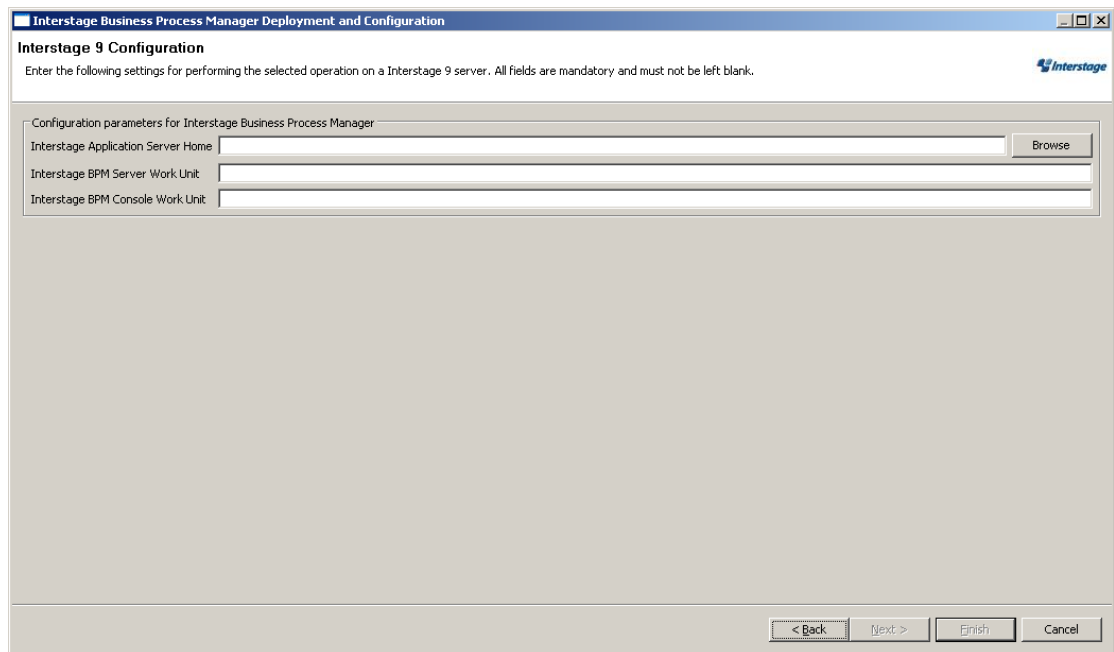 Interstage Business Process Manager Deployment and Configuration
Interstage 9 Configuration
Enter the following settings for performing the selected operation on a Interstage 9 server. All fields are mandatory and must not be left blank.
Interstage
Configuration parameters for Interstage Business Process Manager
Interstage Application Server Home
Browse
Interstage BPM Server Work Unit
Interstage BPM Console Work Unit
< Back
Next >
Finish
Cancel